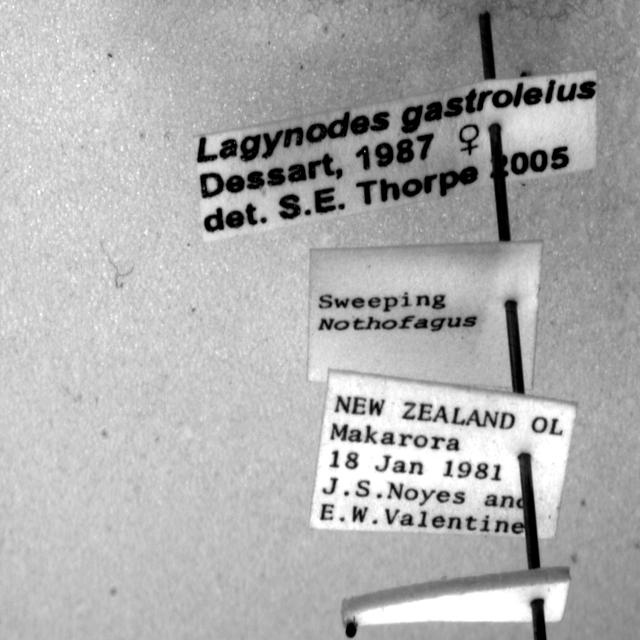 Lagynodes gastroleius
Dessart, 1987 ♀
det. S.E. Thorpe 2005
Sweeping
Nothofagus
NEW ZEALAND OL
Makarora
18 Jan 1981
J.S.Noyes and
E.W.Valentine